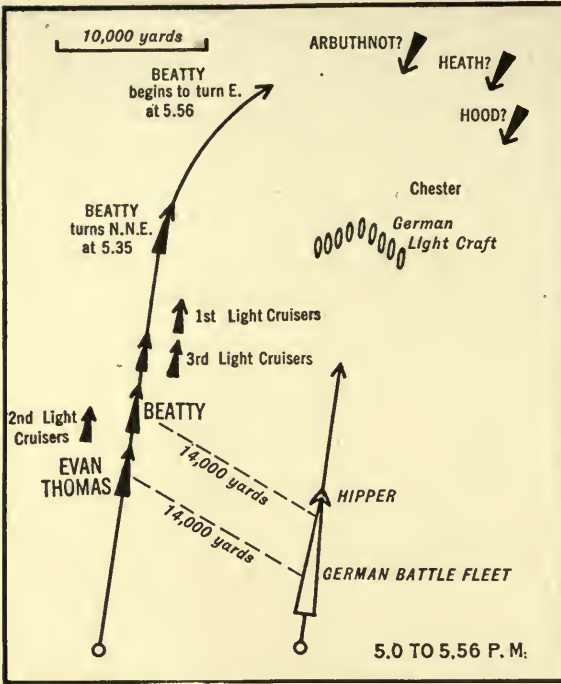 10,000 yards
BEATTY
begins to turn E.
at 5.56
ARBUTHNOT?
HEATH?
HOOD?
Chester
German
Light Craft
BEATTY
turns N.N.E.
at 5.35
1st Light Cruisers
3rd Light Cruisers
2nd Light
Cruisers
BEATTY
EVAN
THOMAS
14,000 yards
14,000 yards
HIPPER
GERMAN BATTLE FLEET
5.0 TO 5.56 P. M.